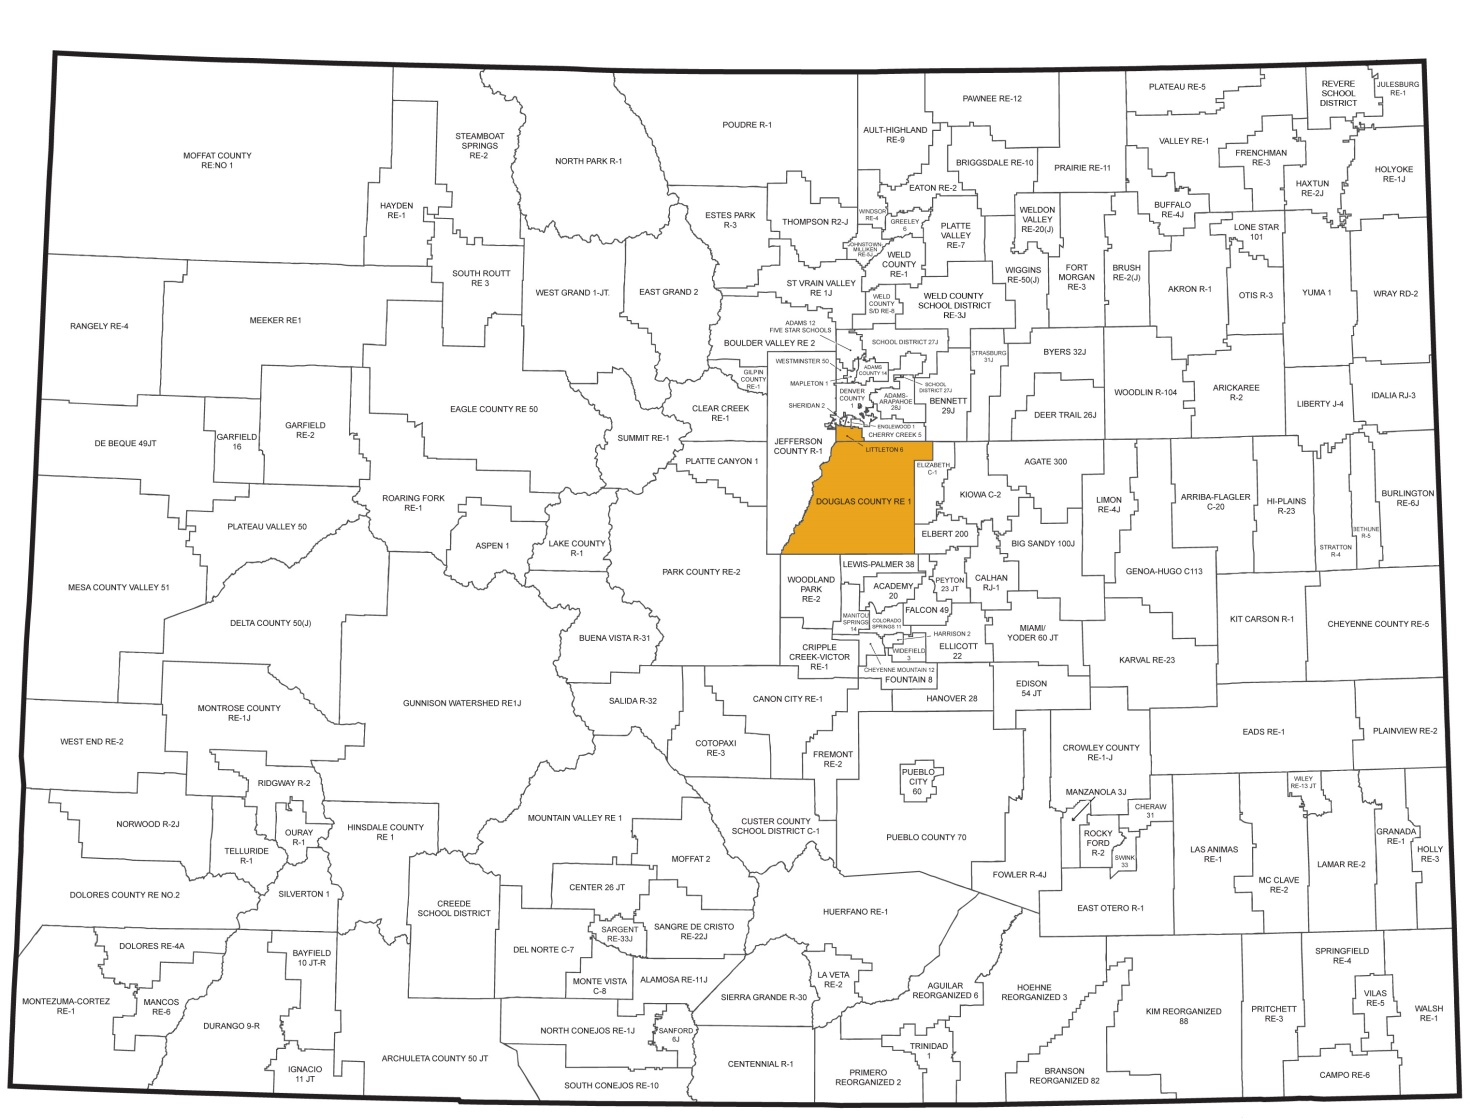 MOFFAT COUNTY
RE:NO 1
HAYDEN
RE-1
STEAMBOAT
SPRINGS
RE-2
NORTH PARK R-1
POUDRE R-1
AULT-HIGHLAND
RE-9
PAWNEE RE-12
BRIGGSDALE RE-10
PRAIRIE RE-11
PLATEAU RE-5
REVERE
SCHOOL
DISTRICT
JULESBURG
RE-1
VALLEY RE-1
FRENCHMAN
RE-3
HAXTUN
RE-2J
HOLYOKE
RE-1J
BUFFALO
RE-4J
LONE STAR
101
EATON RE-2
WINDSOR
RE-4
GREELEY
6
PLATTE
VALLEY
RE-7
WELDON
VALLEY
RE-20(J)
ESTES PARK
R-3
THOMPSON R2-J
JOHNSTOWN
MILLIKEN
RE-5J
WELD
COUNTY
RE-1
SOUTH ROUTT
RE 3
WEST GRAND 1-JT.
EAST GRAND 2
ST VRAIN VALLEY
RE 1J
WELD
COUNTY
S/D RE-8
WELD COUNTY
SCHOOL DISTRICT
RE-3J
WIGGINS
RE-50(J)
FORT
MORGAN
RE-3
BRUSH
RE-2(J)
AKRON R-1
OTIS R-3
YUMA 1
WRAY RD-2
RANGELY RE-4
MEEKER RE1
ADAMS 12
FIVE STAR SCHOOLS
BOULDER VALLEY RE 2
SCHOOL DISTRICT 27J
STRASBURG
31J
BYERS 32J
WESTMINSTER 50
ADAMS
COUNTY 14
GILPIN
COUNTY
RE-1
MAPLETON 1
SCHOOL
DISTRICT 27J
DENVER
COUNTY
1
ADAMS-
ARAPAHOE
28J
BENNETT
29J
DEER TRAIL 26J
WOODLIN R-104
ARICKAREE
R-2
LIBERTY J-4
IDALIA RJ-3
SHERIDAN 2
ENGLEWOOD 1
CHERRY CREEK 5
CLEAR CREEK
RE-1
EAGLE COUNTY RE 50
SUMMIT RE-1
JEFFERSON
COUNTY R-1
LITTLETON 6
DE BEQUE 49JT
GARFIELD
16
GARFIELD
RE-2
PLATTE CANYON 1
ELIZABETH
C-1
AGATE 300
KIOWA C-2
LIMON
RE-4J
ARRIBA-FLAGLER
C-20
HI-PLAINS
R-23
BURLINGTON
RE-6J
BETHUNE
R-5
STRATTON
R-4
DOUGLAS COUNTY RE 1
ROARING FORK
RE-1
PLATEAU VALLEY 50
ASPEN 1
LAKE COUNTY
R-1
ELBERT 200
BIG SANDY 100J
GENOA-HUGO C113
PARK COUNTY RE-2
LEWIS-PALMER 38
WOODLAND
PARK
RE-2
ACADEMY
20
PEYTON
23 JT
CALHAN
RJ-1
MESA COUNTY VALLEY 51
DELTA COUNTY 50(J)
BUENA VISTA R-31
MANITOU
SPRINGS
14
COLORADO
SPRINGS 11
FALCON 49
HARRISON 2
WIDEFIELD
3
ELLICOTT
22
MIAMI/
YODER 60 JT
KIT CARSON R-1
CHEYENNE COUNTY RE-5
KARVAL RE-23
CRIPPLE
CREEK-VICTOR
RE-1
CHEYENNE MOUNTAIN 12
FOUNTAIN 8
EDISON
54 JT
HANOVER 28
MONTROSE COUNTY
RE-1J
GUNNISON WATERSHED RE1J
SALIDA R-32
CANON CITY RE-1
WEST END RE-2
COTOPAXI
RE-3
FREMONT
RE-2
CROWLEY COUNTY
RE-1-J
EADS RE-1
PLAINVIEW RE-2
RIDGWAY R-2
PUEBLO
CITY
60
MANZANOLA 3J
CHERAW
31
WILEY
RE-13 JT
NORWOOD R-2J
TELLURIDE
R-1
OURAY
R-1
HINSDALE COUNTY
RE 1
MOUNTAIN VALLEY RE 1
CUSTER COUNTY
SCHOOL DISTRICT C-1
PUEBLO COUNTY 70
ROCKY
FORD
R-2
SWINK
33
LAS ANIMAS
RE-1
MC CLAVE
RE-2
LAMAR RE-2
GRANADA
RE-1
HOLLY
RE-3
MOFFAT 2
DOLORES COUNTY RE NO.2
SILVERTON 1
CREEDE
SCHOOL DISTRICT
CENTER 26 JT
FOWLER R-4J
EAST OTERO R-1
HUERFANO RE-1
SARGENT
RE-33J
SANGRE DE CRISTO
RE-22J
DOLORES RE-4A
BAYFIELD
10 JT-R
DEL NORTE C-7
MONTE VISTA
C-8
ALAMOSA RE-11J
SIERRA GRANDE R-30
LA VETA
RE-2
AGUILAR
REORGANIZED 6
HOEHNE
REORGANIZED 3
KIM REORGANIZED
88
PRITCHETT
RE-3
SPRINGFIELD
RE-4
VILAS
RE-5
WALSH
RE-1
MONTEZUMA-CORTEZ
RE-1
MANCOS
RE-6
DURANGO 9-R
IGNACIO
11 JT
ARCHULETA COUNTY 50 JT
NORTH CONEJOS RE-1J
SANFORD
6J
SOUTH CONEJOS RE-10
CENTENNIAL R-1
PRIMERO
REORGANIZED 2
TRINIDAD
1
BRANSON
REORGANIZED 82
CAMPO RE-6